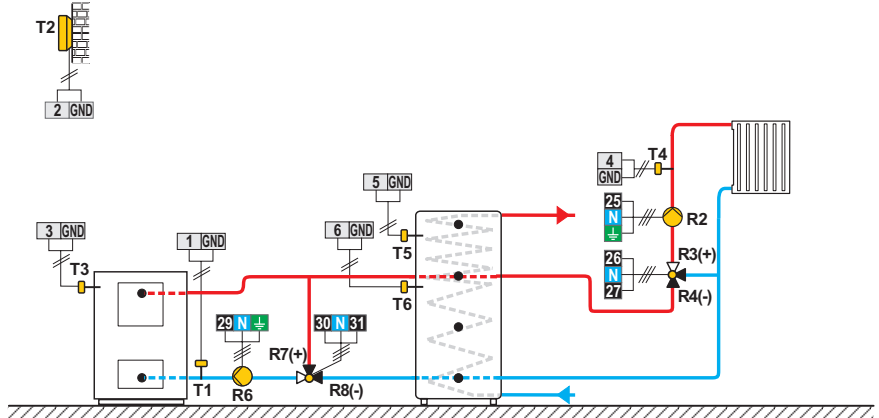 T2
2 GND
4
GND
T4
5 GND
25
N
R2
3 GND
1 GND
6 GND
T5
R3(+)
26
N
27
T3
T6
R4(-)
29 N
30 N 31
R7(+)
T1
R6
R8(-)